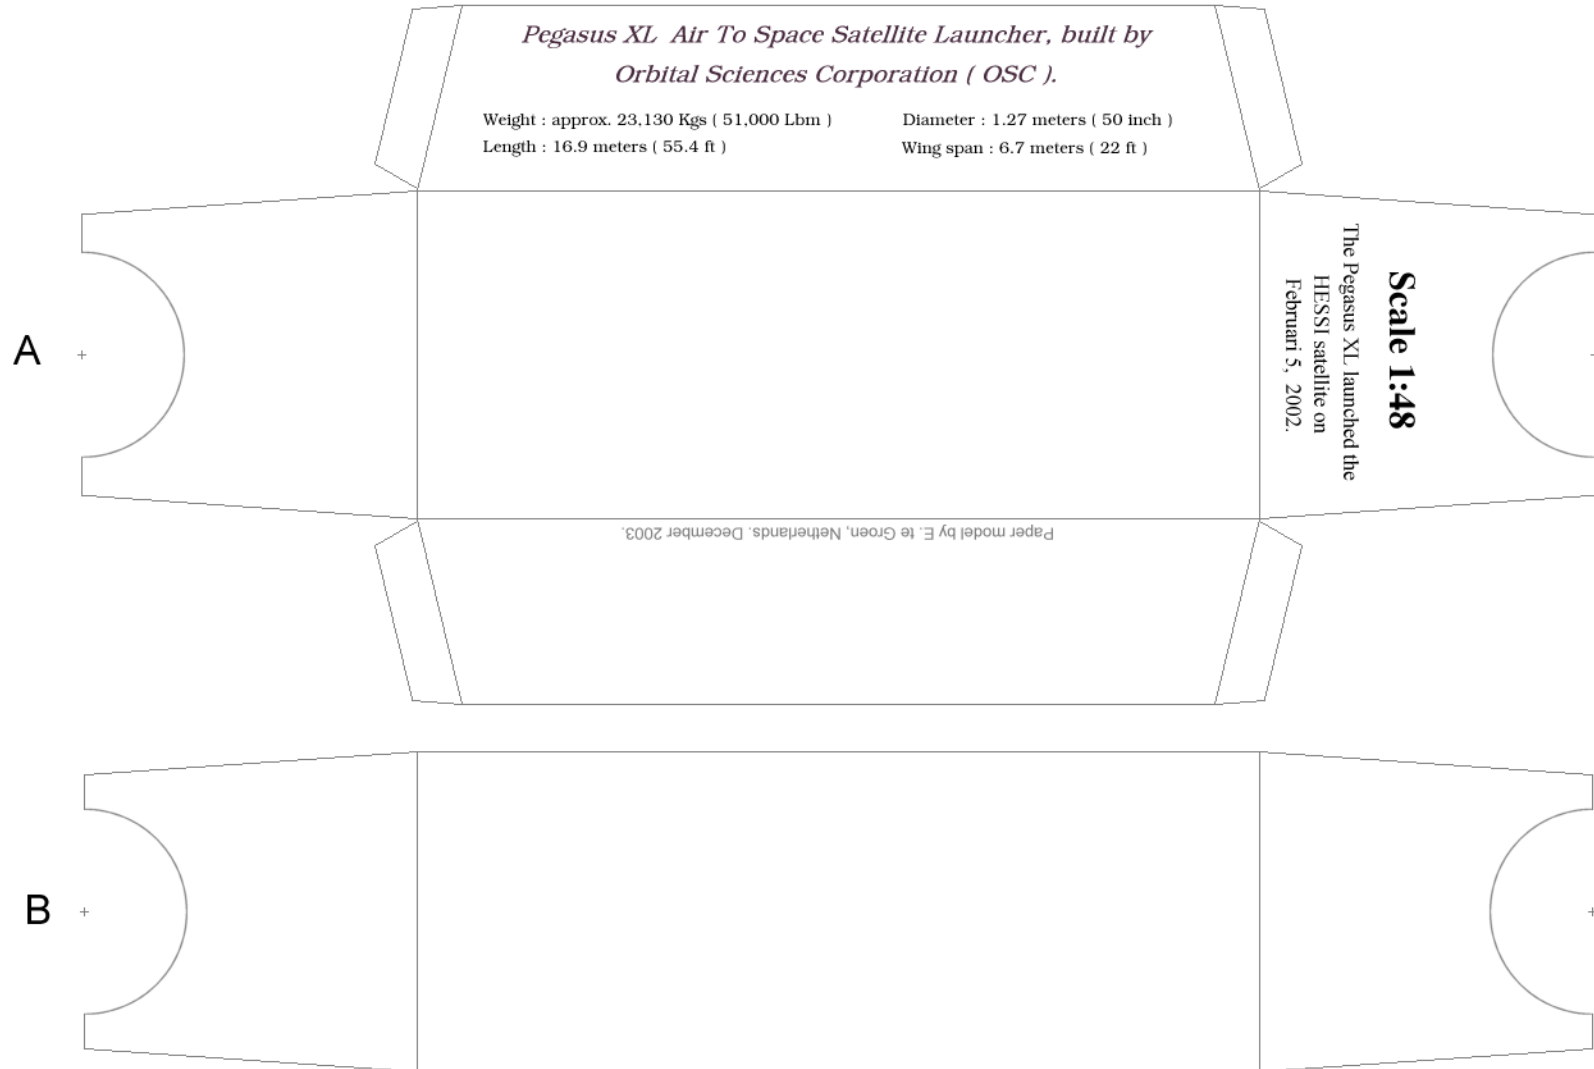 Pegasus XL Air To Space Satellite Launcher, built by
Orbital Sciences Corporation ( OSC ).
Weight : approx. 23,130 Kgs ( 51,000 Lbm )
Diameter : 1.27 meters ( 50 inch )
Length : 16.9 meters ( 55.4 ft )
Wing span : 6.7 meters ( 22 ft )
A
Scale 1:48
The Pegasus XL launched the
HESSI satellite on
Februari 5, 2002.
Paper model by E. te Groen, Netherlands. December 2003.
B